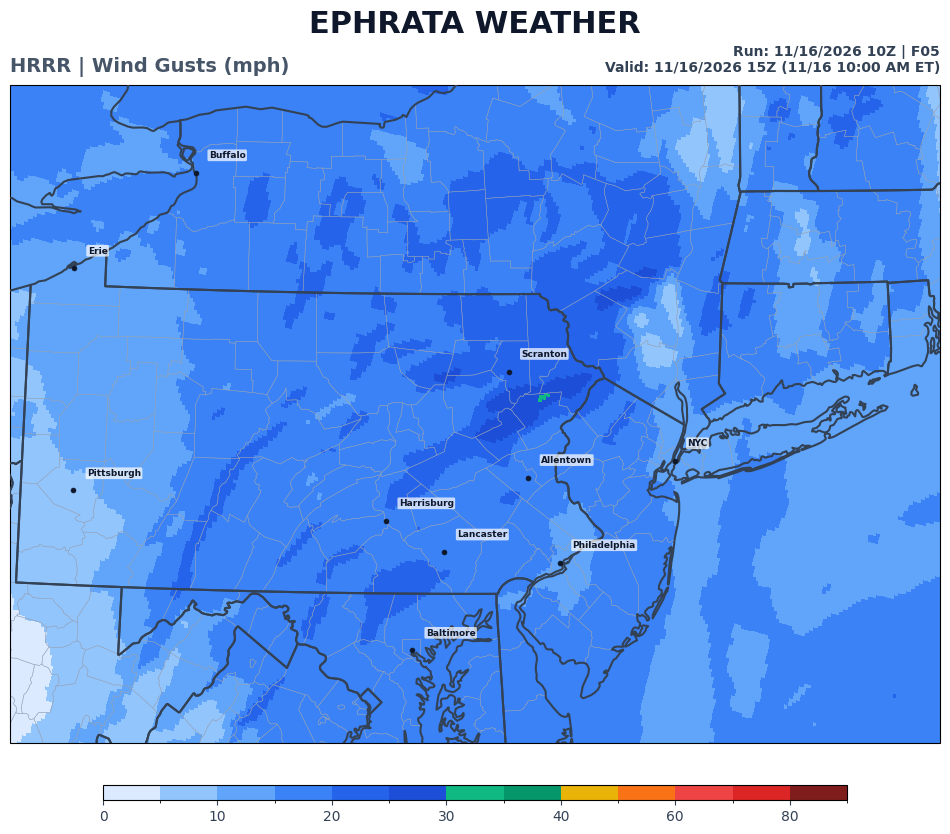 EPHRATA WEATHER
HRRR | Wind Gusts (mph)
Run: 11/16/2026 10Z | F05
Valid: 11/16/2026 15Z (11/16 10:00 AM ET)
Buffalo
Erie
Scranton
NYC
Allentown
Pittsburgh
Harrisburg
Lancaster
Philadelphia
Baltimore
0 10 20 30 40 50 60 70 80